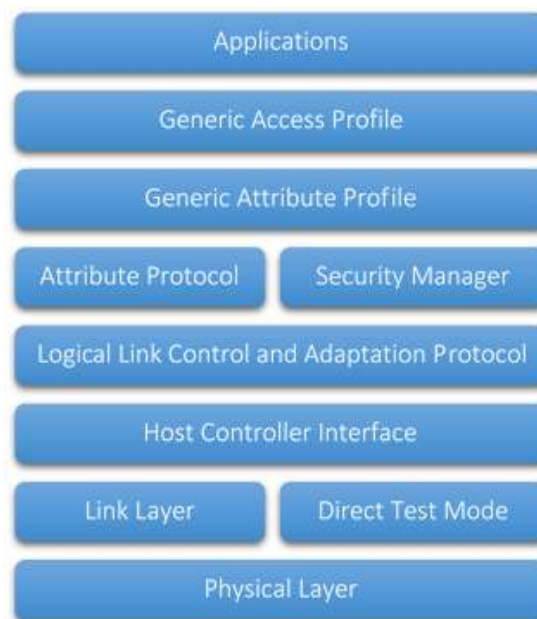 Applications
Generic Access Profile
Generic Attribute Profile
Attribute Protocol
Security Manager
Logical Link Control and Adaptation Protocol
Host Controller Interface
Link Layer
Direct Test Mode
Physical Layer